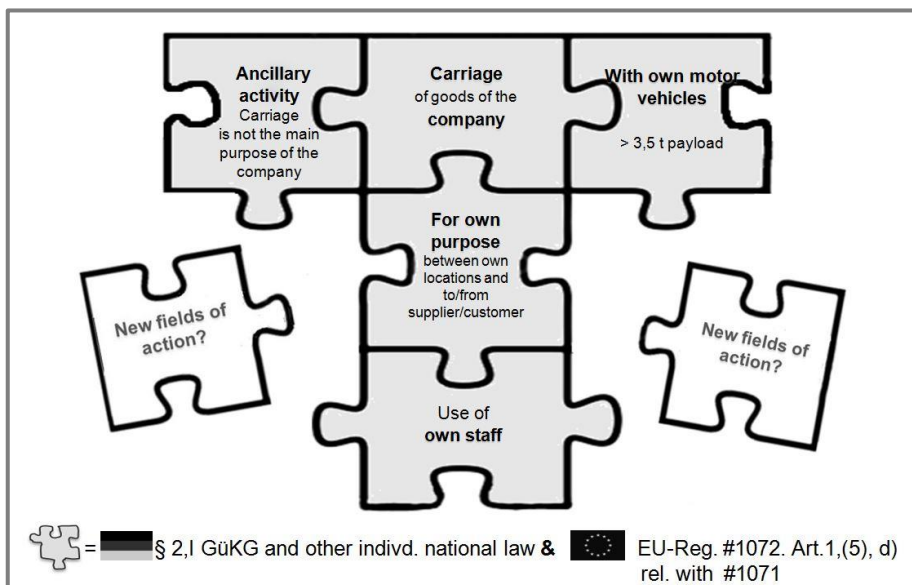 Ancillary
activity
Carriage
is not the main
purpose of the
company
Carriage
of goods of the
company
With own motor
vehicles
> 3,5 t payload
For own
purpose
between own
locations and
to/from
supplier/customer
New fields of
action?
New fields of
action?
Use of
own staff
= § 2,I GüKG and other indivd. national law & EU-Reg. #1072. Art.1,(5), d)
rel. with #1071